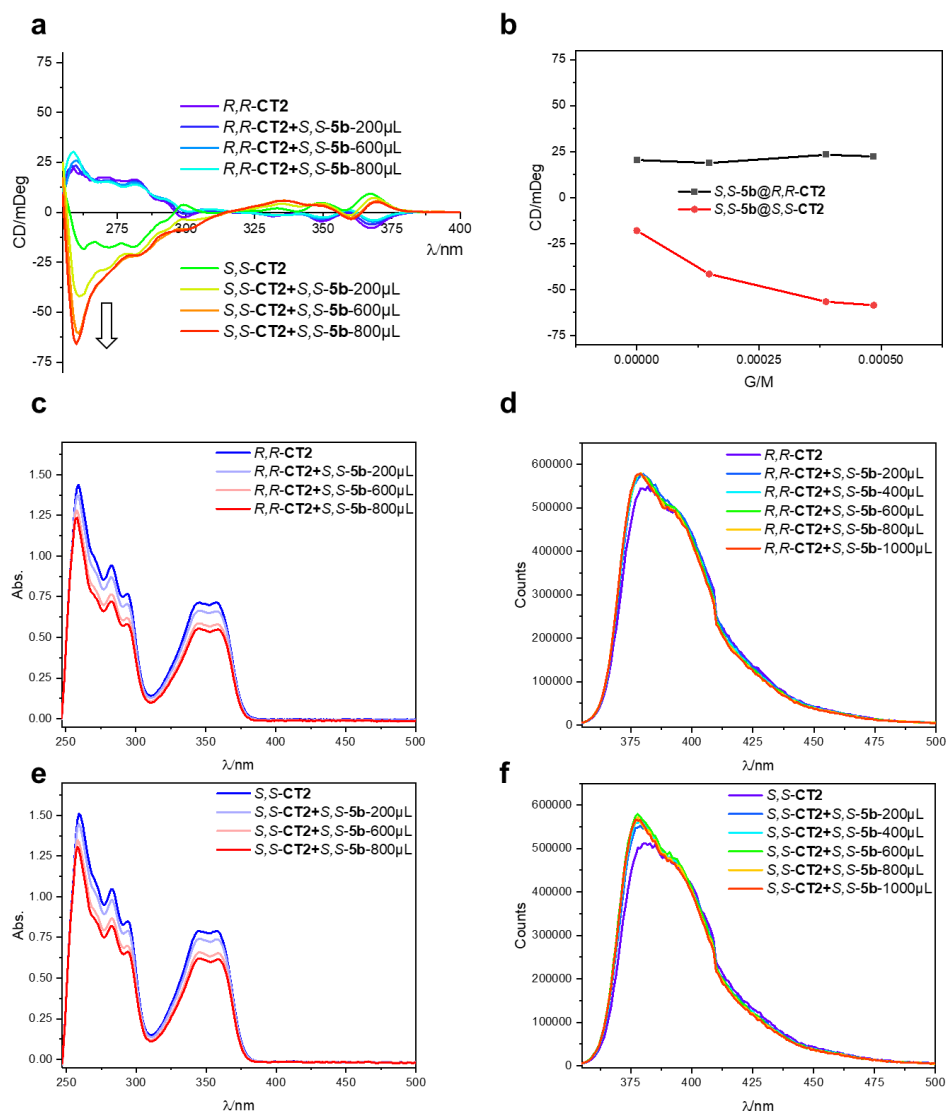 a
75
50
25
0
-25
-50
-75
CD/mDeg
275
300
325
350
375
400
λ/nm
R,R-CT2
R,R-CT2+S,S-5b-200μL
R,R-CT2+S,S-5b-600μL
R,R-CT2+S,S-5b-800μL
S,S-CT2
S,S-CT2+S,S-5b-200μL
S,S-CT2+S,S-5b-600μL
S,S-CT2+S,S-5b-800μL
b
75
50
25
0
-25
-50
-75
CD/mDeg
S,S-5b@R,R-CT2
S,S-5b@S,S-CT2
0.00000
0.00025
0.00050
G/M
c
1.50
1.25
1.00
0.75
0.50
0.25
0.00
Abs.
R,R-CT2
R,R-CT2+S,S-5b-200μL
R,R-CT2+S,S-5b-600μL
R,R-CT2+S,S-5b-800μL
250
300
350
400
450
500
λ/nm
d
600000
500000
400000
300000
200000
100000
0
Counts
R,R-CT2
R,R-CT2+S,S-5b-200μL
R,R-CT2+S,S-5b-400μL
R,R-CT2+S,S-5b-600μL
R,R-CT2+S,S-5b-800μL
R,R-CT2+S,S-5b-1000μL
375
400
425
450
475
500
λ/nm
e
1.50
1.25
1.00
0.75
0.50
0.25
0.00
Abs.
S,S-CT2
S,S-CT2+S,S-5b-200μL
S,S-CT2+S,S-5b-600μL
S,S-CT2+S,S-5b-800μL
250
300
350
400
450
500
λ/nm
f
600000
500000
400000
300000
200000
100000
0
Counts
S,S-CT2
S,S-CT2+S,S-5b-200μL
S,S-CT2+S,S-5b-400μL
S,S-CT2+S,S-5b-600μL
S,S-CT2+S,S-5b-800μL
S,S-CT2+S,S-5b-1000μL
375
400
425
450
475
500
λ/nm